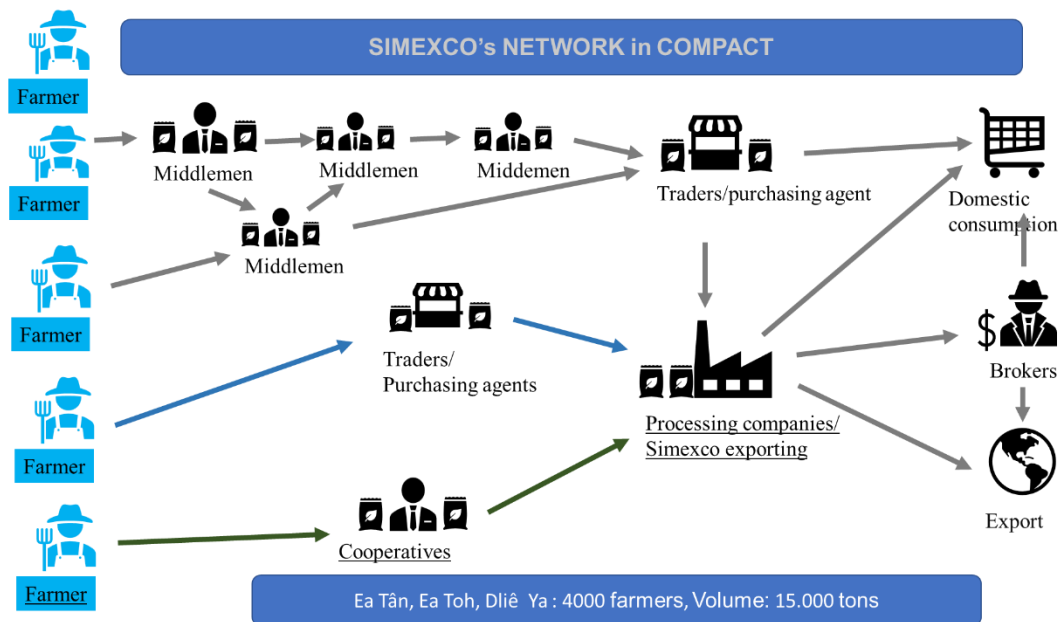 SIMEXCO's NETWORK in COMPACT
Farmer
Farmer
Middlemen
Middlemen
Middemen
Traders/purchasing agent
Domestic
consumption
Middlemen
Farmer
Traders/
Purchasing agents
Brokers
Processing companies/
Simexco exporting
Farmer
Export
Cooperatives
Farmer
Ea Tân, Ea Toh, Dliê Ya : 4000 farmers, Volume: 15.000 tons
$